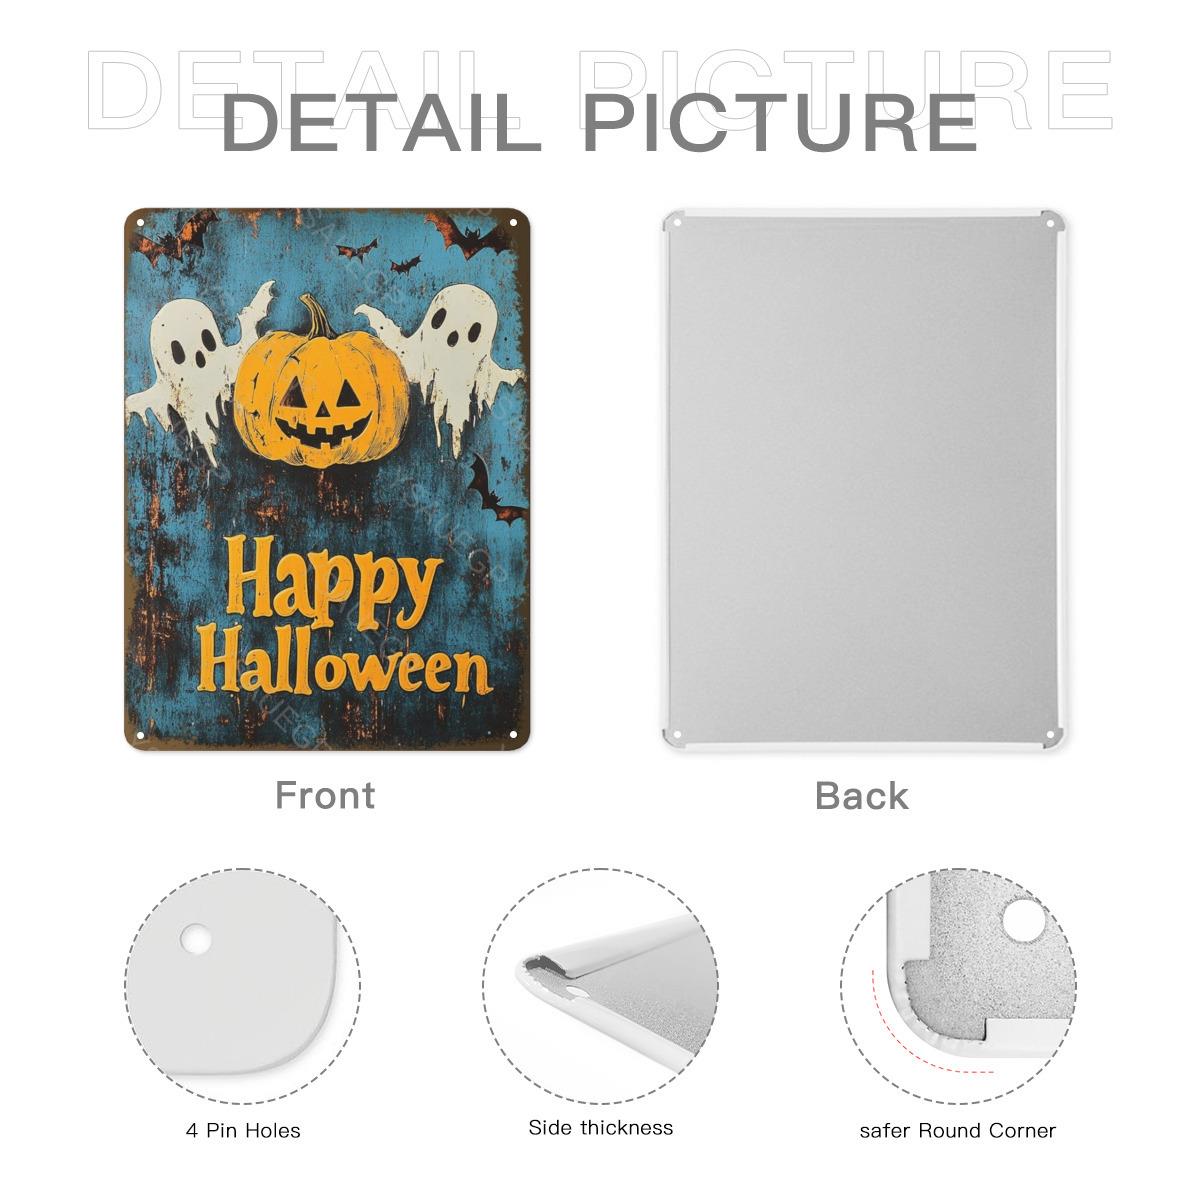 DETAIL PICTURE
DETAIL PICTURE
Happy
Halloween
Front
Back
4 Pin Holes
Side thickness
safer Round Corner